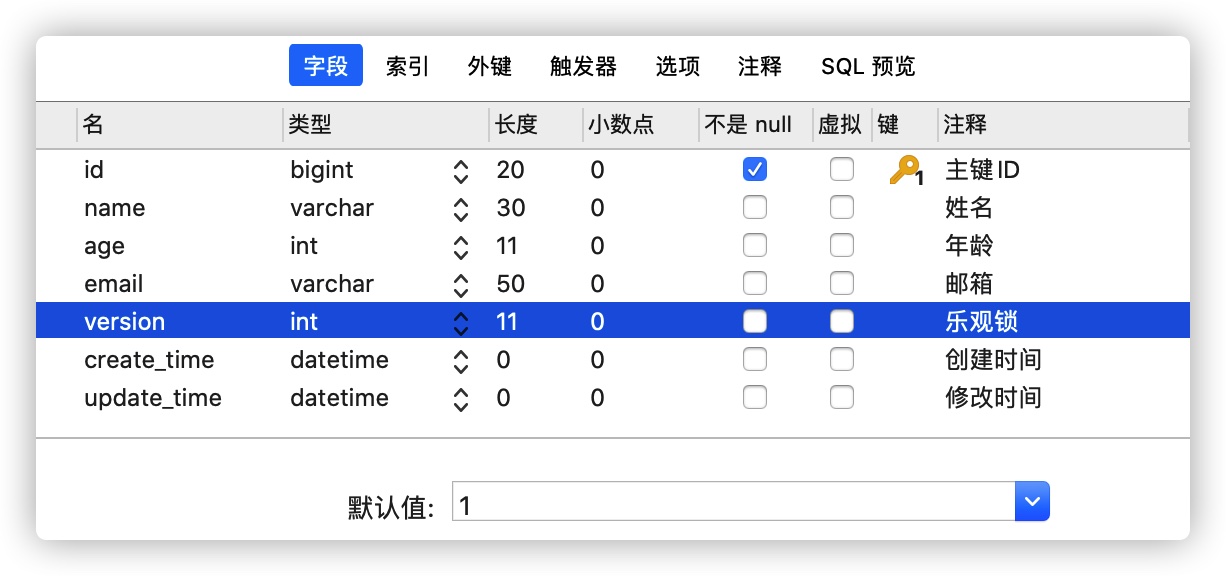 字段 索引 外键 触发器 选项 注释 SQL 预览
名 类型 长度 小数点 不是 null 虚拟 键 注释
id bigint 20 0 1 主键ID
name varchar 30 0 姓名
age int 11 0 年龄
email varchar 50 0 邮箱
version int 11 0 乐观锁
create_time datetime 0 0 创建时间
update_time datetime 0 0 修改时间
默认值: 1